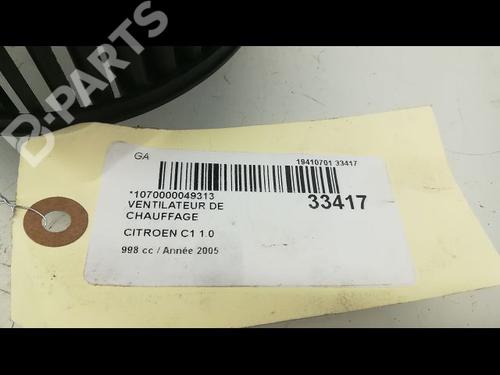 B-PARTS
GA
19410701 33417
*1070000049313
33417
VENTILATEUR DE
CHAUFFAGE
CITROEN C1 1.0
998 cc / Année 2005